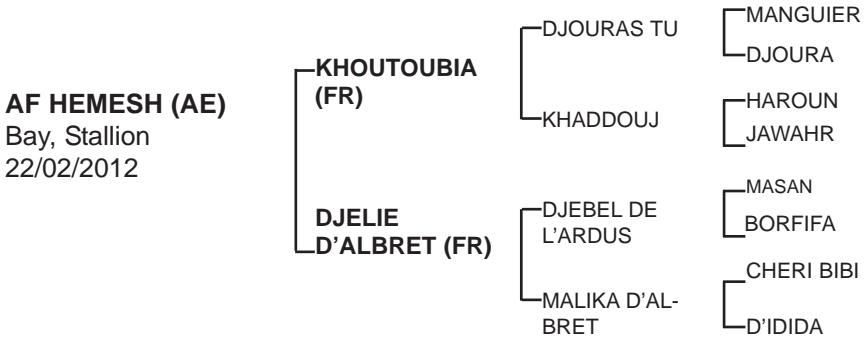 AF HEMESH (AE)
Bay, Stallion
22/02/2012
KHOUTOUBIA
(FR)
DJELIE
D'ALBRET (FR)
DJOURAS TU
KHADDOUJ
DJEBEL DE
L'ARDUS
MALIKA D'AL-
BRET
MANGUIER
DJOURA
HAROUN
JAWAHR
MASAN
BORFIFA
CHERI BIBI
D'IDIDA